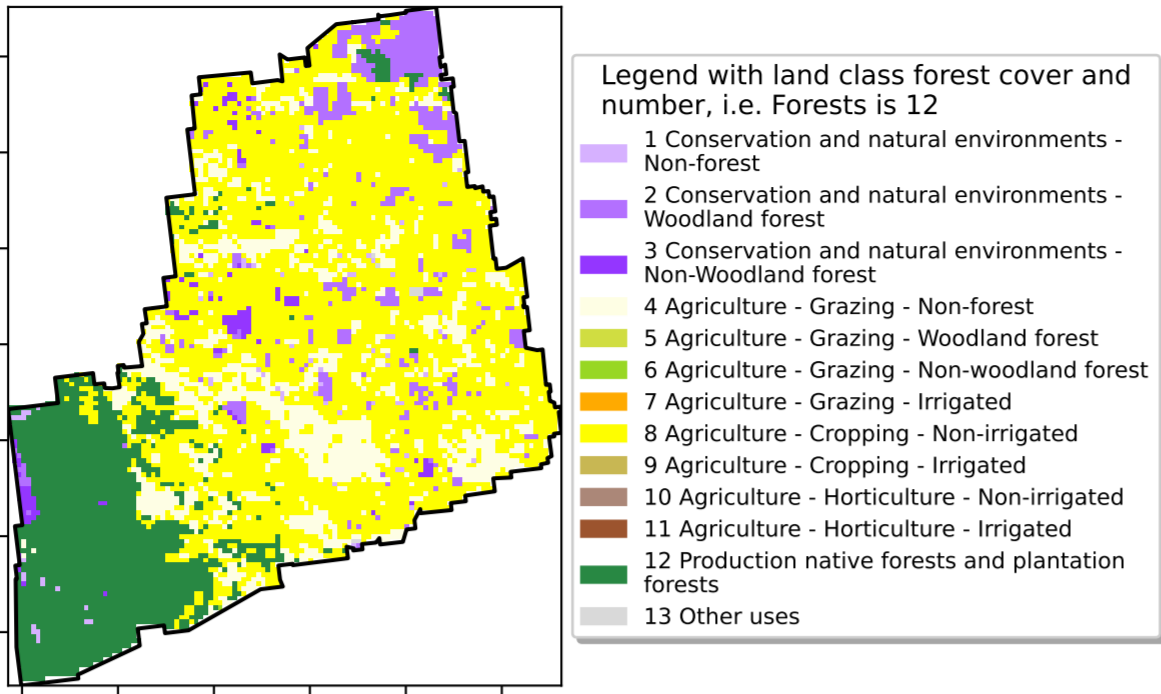 Legend with land class forest cover and
number, i.e. Forests is 12
1 Conservation and natural environments -
Non-forest
2 Conservation and natural environments -
Woodland forest
3 Conservation and natural environments -
Non-Woodland forest
4 Agriculture - Grazing - Non-forest
5 Agriculture - Grazing - Woodland forest
6 Agriculture - Grazing - Non-woodland forest
7 Agriculture - Grazing - Irrigated
8 Agriculture - Cropping - Non-irrigated
9 Agriculture - Cropping - Irrigated
10 Agriculture - Horticulture - Non-irrigated
11 Agriculture - Horticulture - Irrigated
12 Production native forests and plantation
forests
13 Other uses